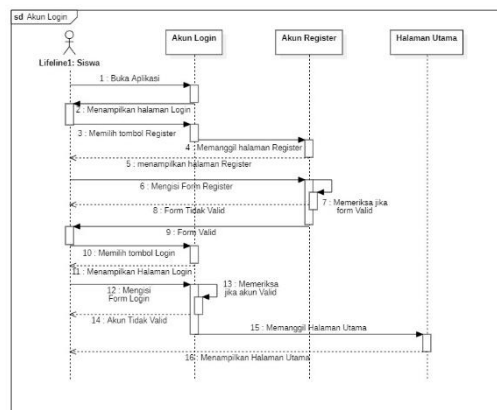 sd Akun Login
Akun Login
Akun Register
Halaman Utama
Lifeline1: Siswa
1 : Buka Aplikasi
2 : Menampilkan halaman Login
3 : Memilih tombol Register
4 : Memanggil halaman Register
5 : menampilkan halaman Register
6 : Mengisi Form Register
7 : Memeriksa jika
form Valid
8 : Form Tidak Valid
9 : Form Valid
10 : Memilih tombol Login
11 : Menampilkan Halaman Login
12 : Mengisi
Form Login
13 : Memeriksa
jika akun Valid
14 : Akun Tidak Valid
15 : Memanggil Halaman Utama
16 : Menampilkan Halaman Utama